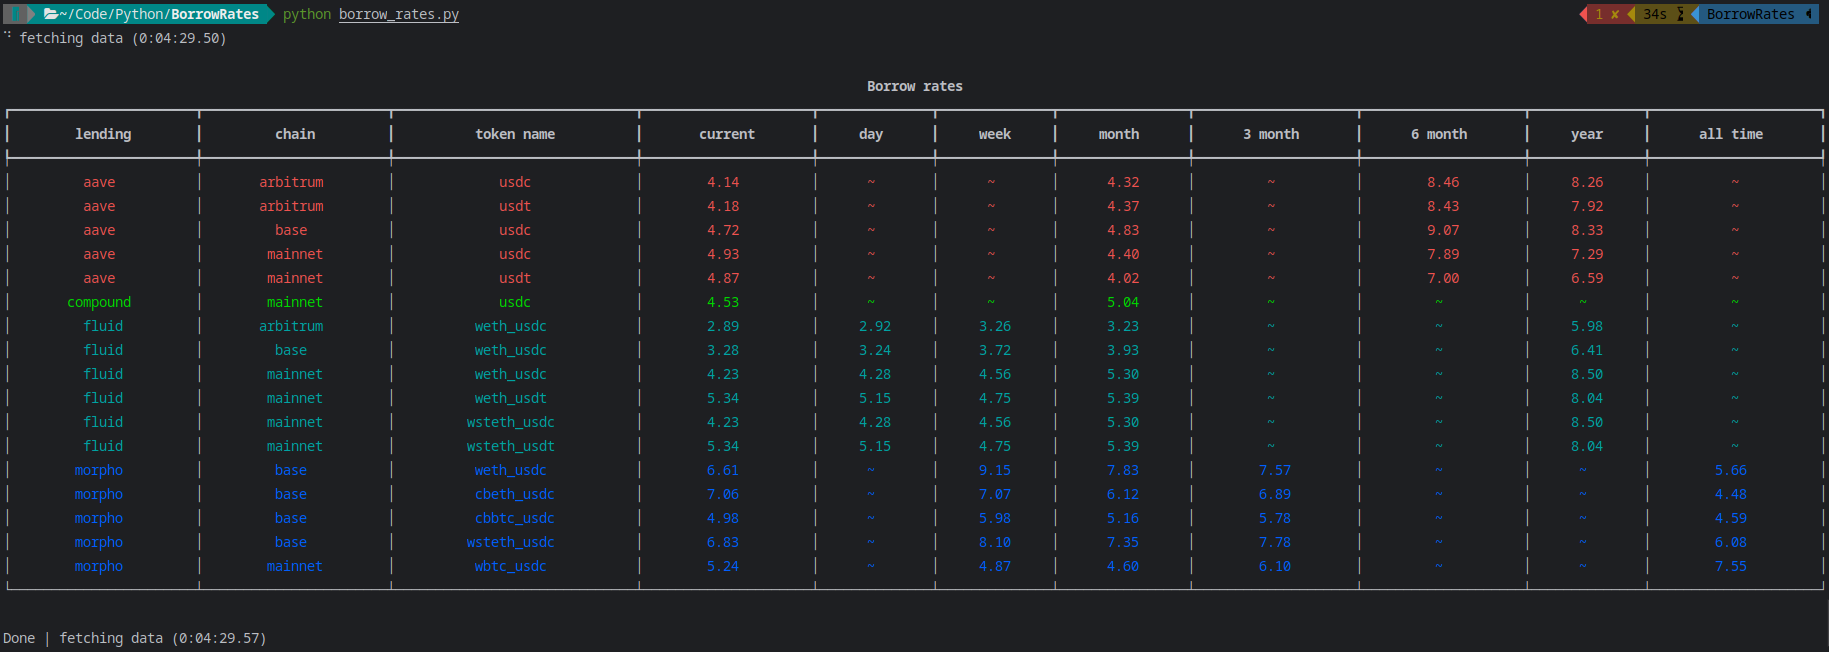 ~/Code/Python/BorrowRates python borrow_rates.py 1 ✘ 34s BorrowRates
fetching data (0:04:29.50)
Borrow rates
lending chain token name current day week month 3 month 6 month year all time
aave arbitrum usdc 4.14 ~ ~ 4.32 ~ 8.46 8.26 ~
aave arbitrum usdt 4.18 ~ ~ 4.37 ~ 8.43 7.92 ~
aave base usdc 4.72 ~ ~ 4.83 ~ 9.07 8.33 ~
aave mainnet usdc 4.93 ~ ~ 4.40 ~ 7.89 7.29 ~
aave mainnet usdt 4.87 ~ ~ 4.02 ~ 7.00 6.59 ~
compound mainnet usdc 4.53 ~ ~ 5.04 ~ ~ ~ ~
fluid arbitrum weth_usdc 2.89 2.92 3.26 3.23 ~ ~ 5.98 ~
fluid base weth_usdc 3.28 3.24 3.72 3.93 ~ ~ 6.41 ~
fluid mainnet weth_usdc 4.23 4.28 4.56 5.30 ~ ~ 8.50 ~
fluid mainnet weth_usdt 5.34 5.15 4.75 5.39 ~ ~ 8.04 ~
fluid mainnet wsteth_usdc 4.23 4.28 4.56 5.30 ~ ~ 8.50 ~
fluid mainnet wsteth_usdt 5.34 5.15 4.75 5.39 ~ ~ 8.04 ~
morpho base weth_usdc 6.61 ~ 9.15 7.83 7.57 ~ ~ 5.66
morpho base cbeth_usdc 7.06 ~ 7.07 6.12 6.89 ~ ~ 4.48
morpho base cbbtc_usdc 4.98 ~ 5.98 5.16 5.78 ~ ~ 4.59
morpho base wsteth_usdc 6.83 ~ 8.10 7.35 7.78 ~ ~ 6.08
morpho mainnet wbtc_usdc 5.24 ~ 4.87 4.60 6.10 ~ ~ 7.55
Done | fetching data (0:04:29.57)